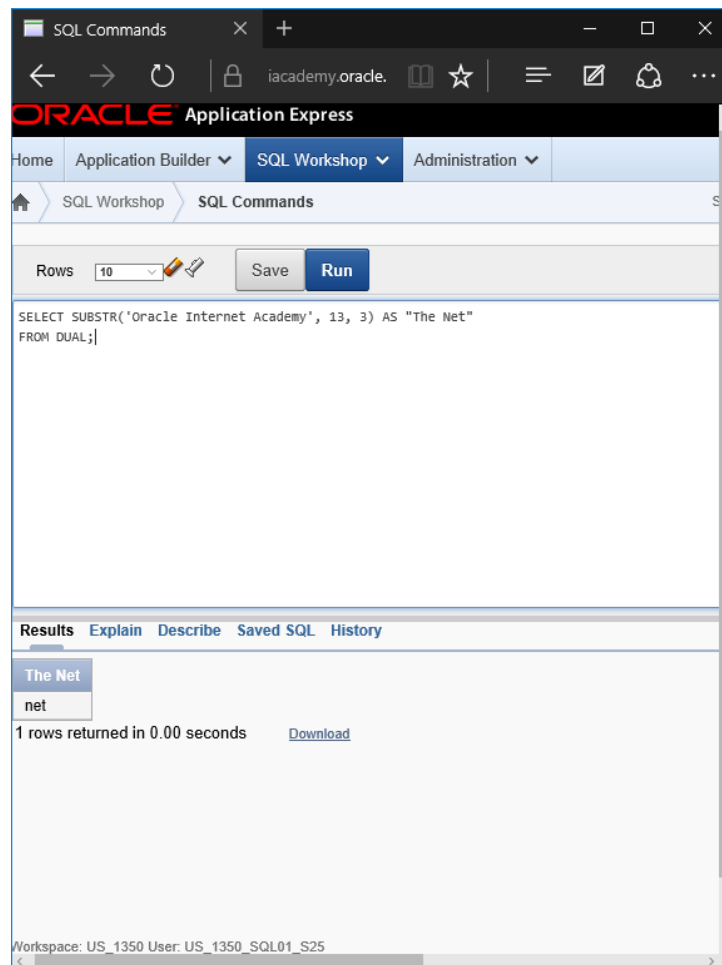 SQL Commands
iacademy.oracle.
ORACLE Application Express
Home Application Builder SQL Workshop Administration
SQL Workshop SQL Commands S
Rows 10 Save Run
SELECT SUBSTR('Oracle Internet Academy', 13, 3) AS "The Net"
FROM DUAL;
Results Explain Describe Saved SQL History
The Net
net
1 rows returned in 0.00 seconds Download
Workspace: US_1350 User: US_1350_SQL01_S25